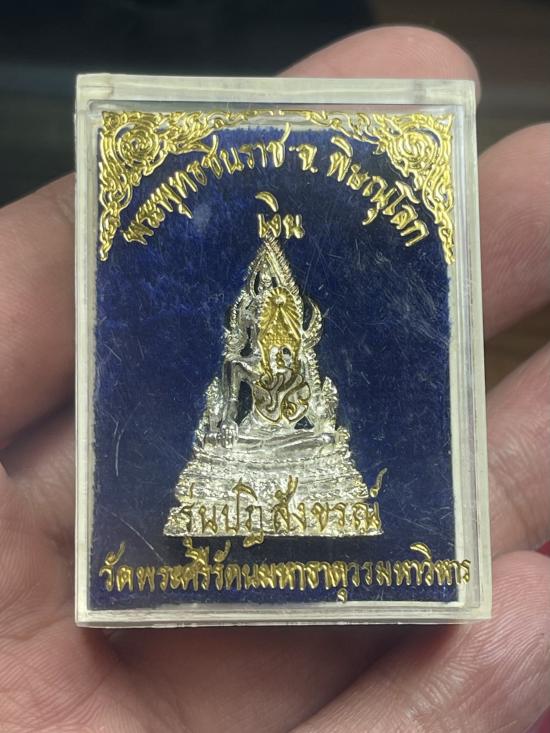 พระพุทธชินราช จ. พิษณุโลก
เงิน
รุ่นปฏิสังขรณ์
วัดพระศรีรัตนมหาธาตุวรมหาวิหาร